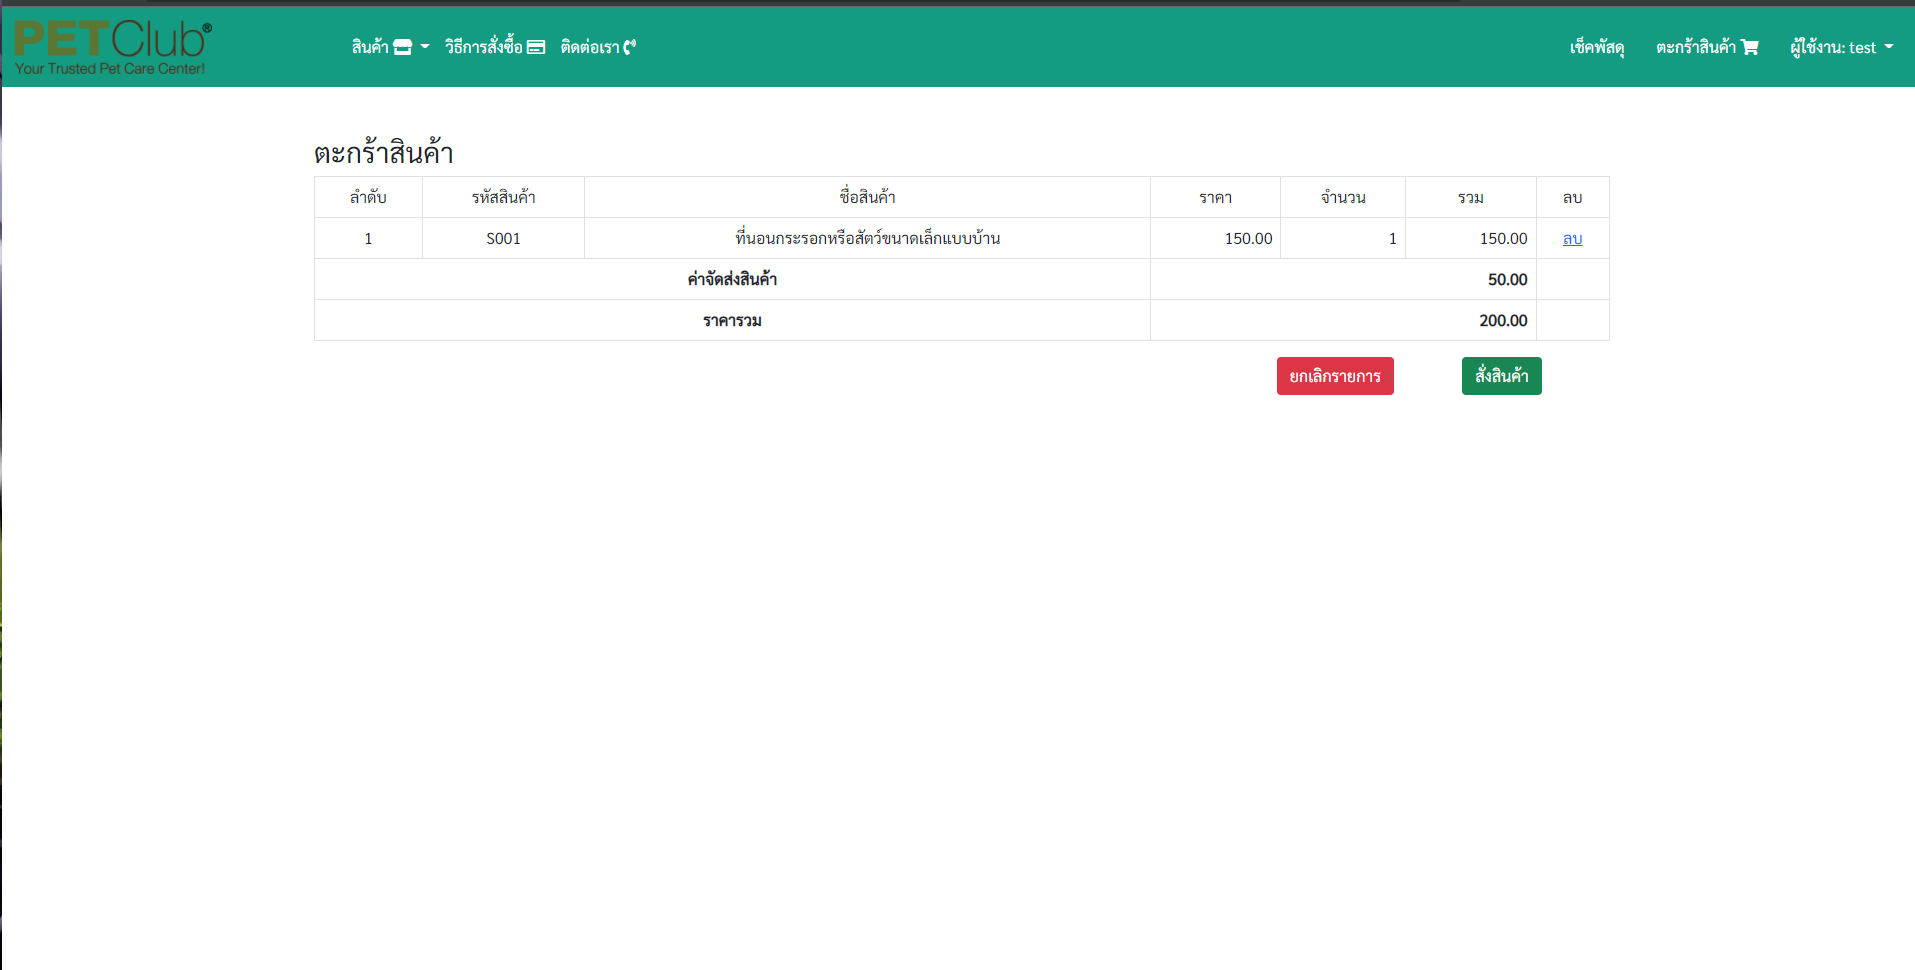 PETClub®
Your Trusted Pet Care Center!
สินค้า วิธีการสั่งซื้อ ติดต่อเรา เช็คพัสดุ ตะกร้าสินค้า ผู้ใช้งาน: test
ตะกร้าสินค้า
ลำดับ รหัสสินค้า ชื่อสินค้า ราคา จำนวน รวม ลบ
1 S001 ที่นอนกระรอกหรือสัตว์ขนาดเล็กแบบบ้าน 150.00 1 150.00 ลบ
ค่าจัดส่งสินค้า 50.00
ราคารวม 200.00
ยกเลิกรายการ สั่งสินค้า